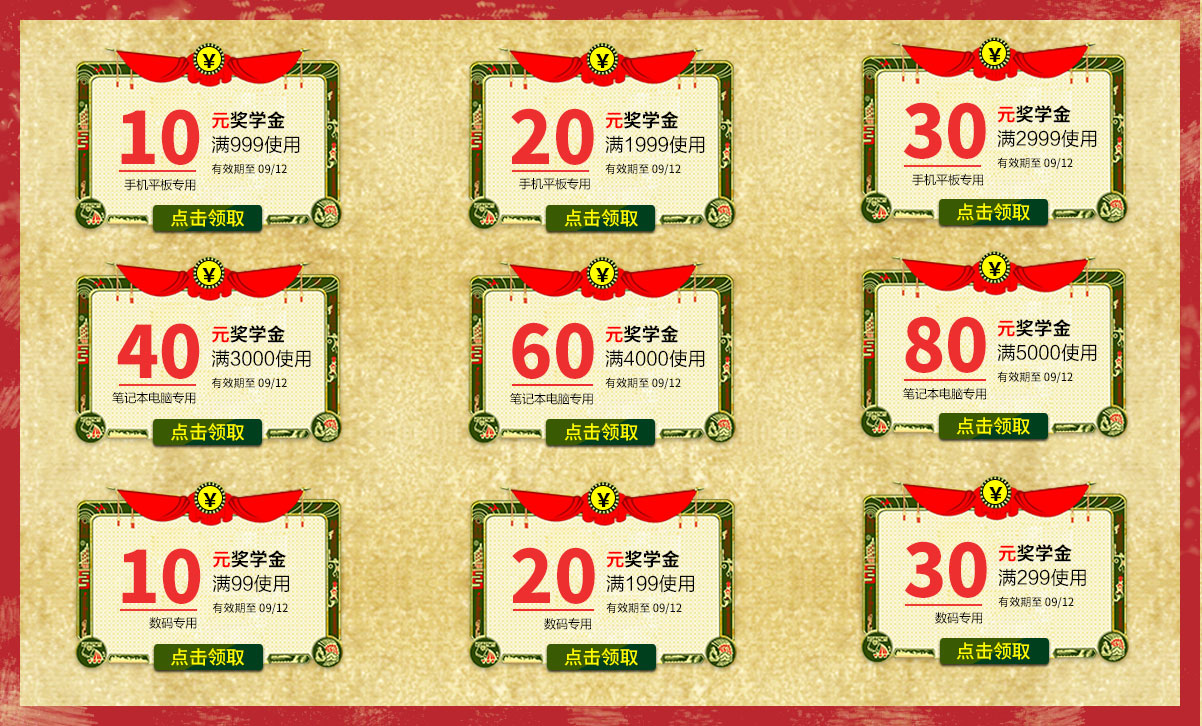 ¥
10 元奖学金
满999使用
有效期至 09/12
手机平板专用
点击领取
¥
20 元奖学金
满1999使用
有效期至 09/12
手机平板专用
点击领取
¥
30 元奖学金
满2999使用
有效期至 09/12
手机平板专用
点击领取
¥
40 元奖学金
满3000使用
有效期至 09/12
笔记本电脑专用
点击领取
¥
60 元奖学金
满4000使用
有效期至 09/12
笔记本电脑专用
点击领取
¥
80 元奖学金
满5000使用
有效期至 09/12
笔记本电脑专用
点击领取
¥
10 元奖学金
满99使用
有效期至 09/12
数码专用
点击领取
¥
20 元奖学金
满199使用
有效期至 09/12
数码专用
点击领取
¥
30 元奖学金
满299使用
有效期至 09/12
数码专用
点击领取